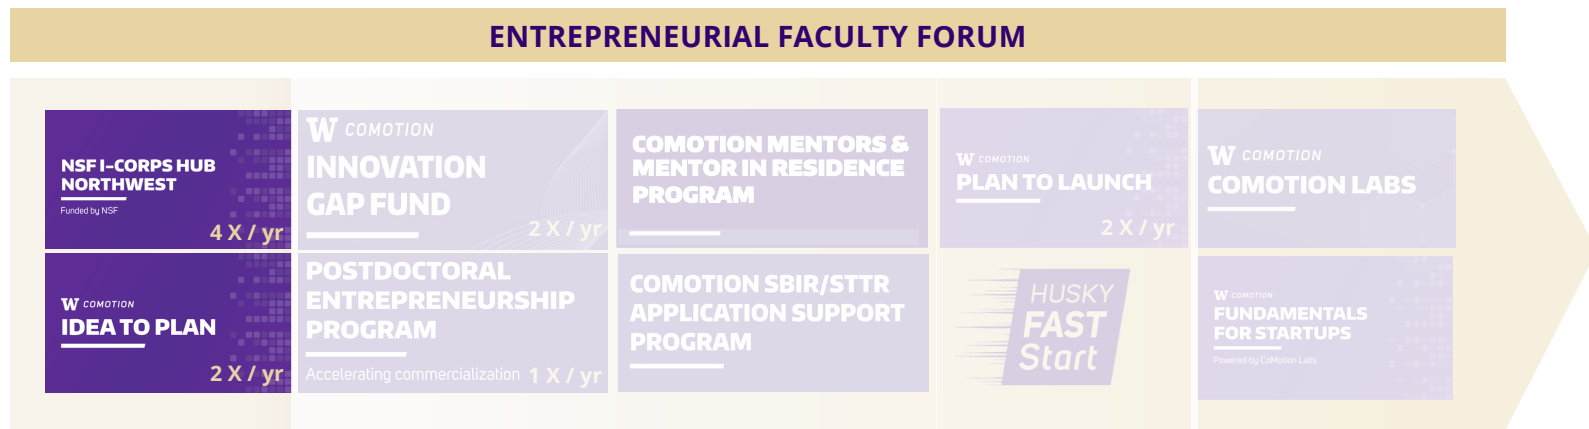 ENTREPRENEURIAL FACULTY FORUM
NSF I-CORPS HUB
NORTHWEST
Funded by NSF
4 X / yr
W COMOTION
IDEA TO PLAN
2 X / yr
W COMOTION
INNOVATION
GAP FUND
2 X / yr
POSTDOCTORAL
ENTREPRENEURSHIP
PROGRAM
Accelerating commercialization 1 X / yr
COMOTION MENTORS &
MENTOR IN RESIDENCE
PROGRAM
COMOTION SBIR/STTR
APPLICATION SUPPORT
PROGRAM
W COMOTION
PLAN TO LAUNCH
2 X / yr
HUSKY
FAST
Start
W COMOTION
COMOTION LABS
W COMOTION
FUNDAMENTALS
FOR STARTUPS
Powered by CoMotion Labs